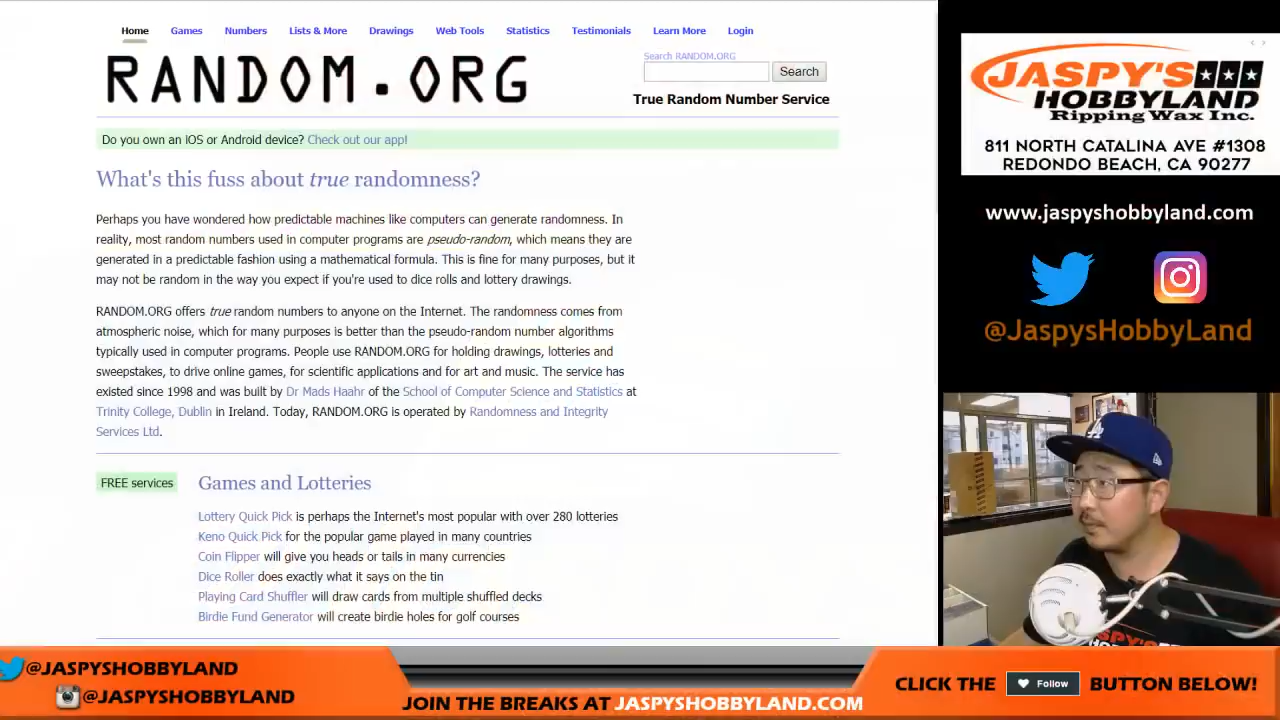 Home Games Numbers Lists & More Drawings Web Tools Statistics Testimonials Learn More Login
RANDOM.ORG
Search RANDOM.ORG
Search
True Random Number Service
Do you own an iOS or Android device? Check out our app!
What's this fuss about true randomness?
Perhaps you have wondered how predictable machines like computers can generate randomness. In
reality, most random numbers used in computer programs are pseudo-random, which means they are
generated in a predictable fashion using a mathematical formula. This is fine for many purposes, but it
may not be random in the way you expect if you're used to dice rolls and lottery drawings.
RANDOM.ORG offers true random numbers to anyone on the Internet. The randomness comes from
atmospheric noise, which for many purposes is better than the pseudo-random number algorithms
typically used in computer programs. People use RANDOM.ORG for holding drawings, lotteries and
sweepstakes, to drive online games, for scientific applications and for art and music. The service has
existed since 1998 and was built by Dr Mads Haahr of the School of Computer Science and Statistics at
Trinity College, Dublin in Ireland. Today, RANDOM.ORG is operated by Randomness and Integrity
Services Ltd.
FREE services
Games and Lotteries
Lottery Quick Pick is perhaps the Internet's most popular with over 280 lotteries
Keno Quick Pick for the popular game played in many countries
Coin Flipper will give you heads or tails in many currencies
Dice Roller does exactly what it says on the tin
Playing Card Shuffler will draw cards from multiple shuffled decks
Birdie Fund Generator will create birdie holes for golf courses
JASPY'S
HOBBYLAND
Ripping Wax Inc.
811 NORTH CATALINA AVE #1308
REDONDO BEACH, CA 90277
www.jaspyshobbyland.com
@JaspysHobbyLand
LA
JASPY'S
@JASPYSHOBBYLAND
@JASPYSHOBBYLAND
JOIN THE BREAKS AT JASPYSHOBBYLAND.COM
CLICK THE Follow BUTTON BELOW!